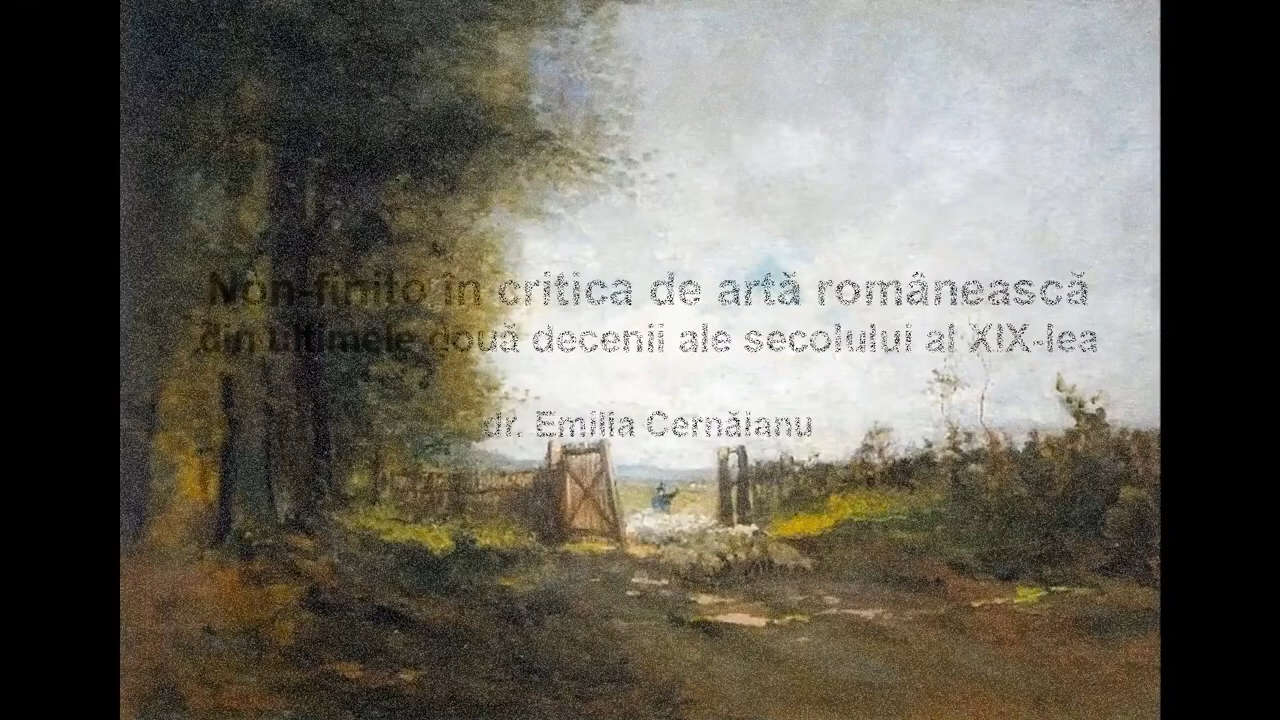 Non-finito în critica de artă românească
din ultimele două decenii ale secolului al XIX-lea
dr. Emilia Cernăianu